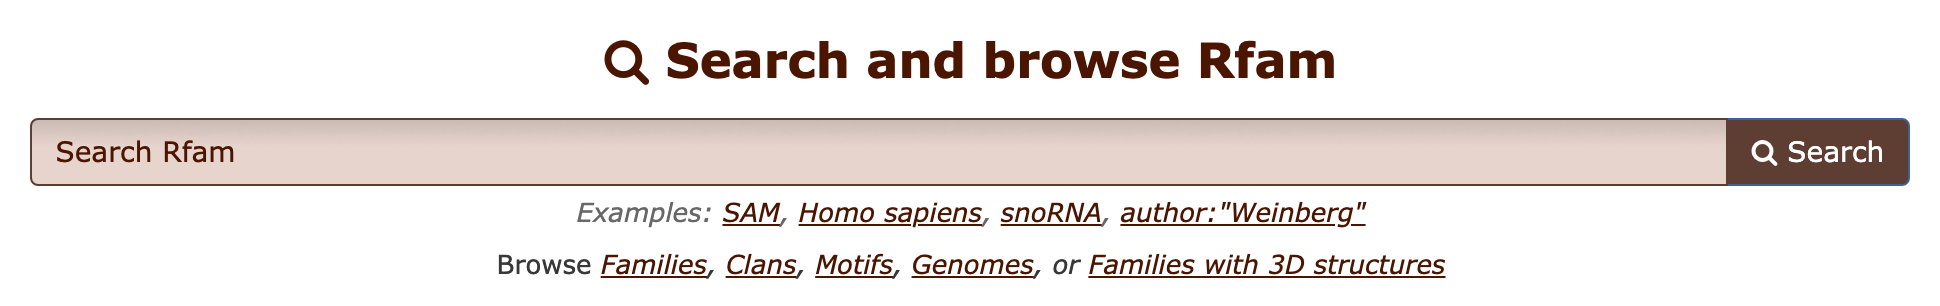 Search and browse Rfam
Search Rfam Search
Examples: SAM, Homo sapiens, snoRNA, author:"Weinberg"
Browse Families, Clans, Motifs, Genomes, or Families with 3D structures